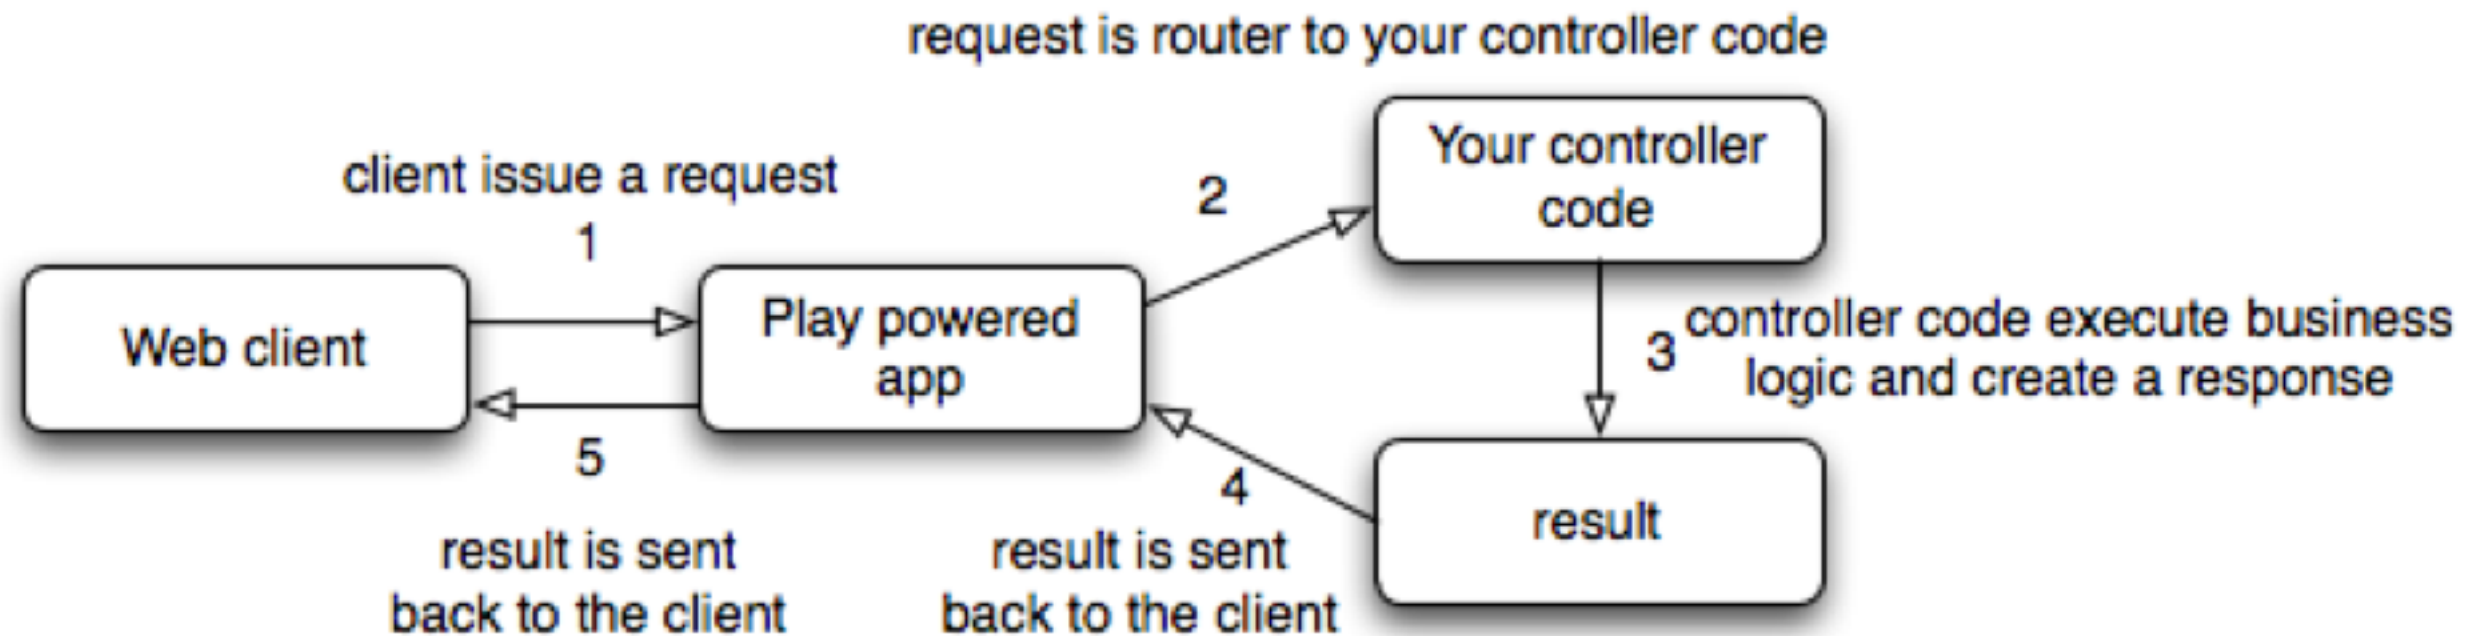 request is router to your controller code
Your controller
code
client issue a request
1
2
Web client
Play powered
app
3
controller code execute business
logic and create a response
5
4
result
result is sent
back to the client
result is sent
back to the client